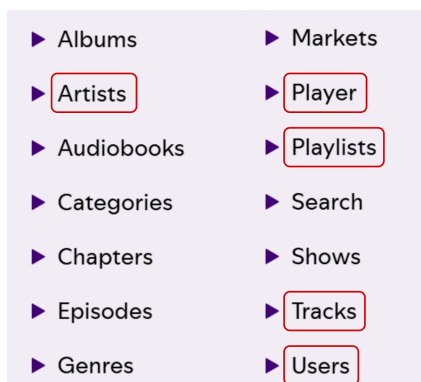 Albums
Artists
Audiobooks
Categories
Chapters
Episodes
Genres
Markets
Player
Playlists
Search
Shows
Tracks
Users